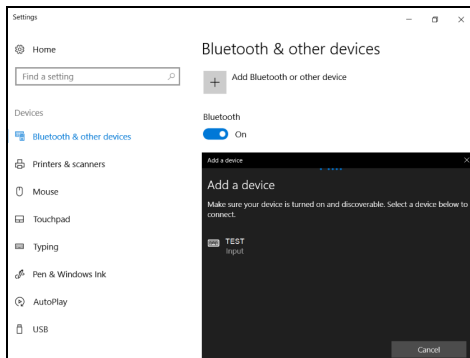 Settings
Home
Find a setting
Devices
Bluetooth & other devices
Printers & scanners
Mouse
Touchpad
Typing
Pen & Windows Ink
AutoPlay
USB
Bluetooth & other devices
Add Bluetooth or other device
Bluetooth
On
Add a device
Add a device
Make sure your device is turned on and discoverable. Select a device below to
connect.
TEST
Input
Cancel